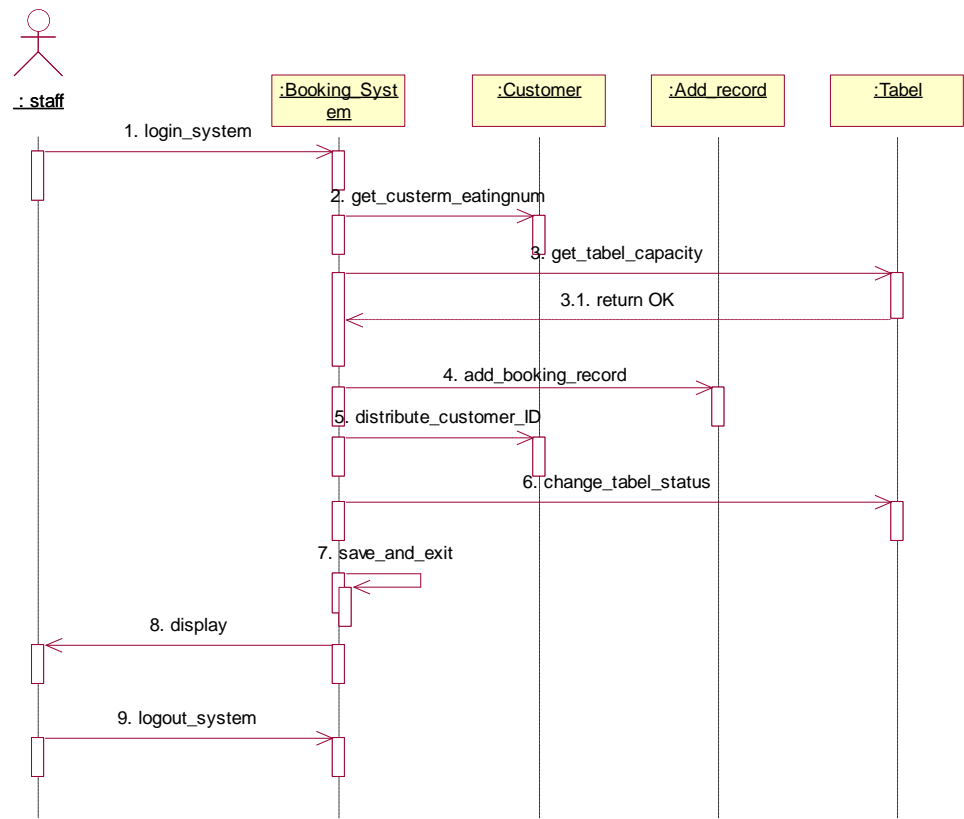 : staff
:Booking_Syst
em
:Customer
:Add_record
:Tabel
1. login_system
2. get_custerm_eatingnum
3. get_tabel_capacity
3.1. return OK
4. add_booking_record
5. distribute_customer_ID
6. change_tabel_status
7. save_and_exit
8. display
9. logout_system